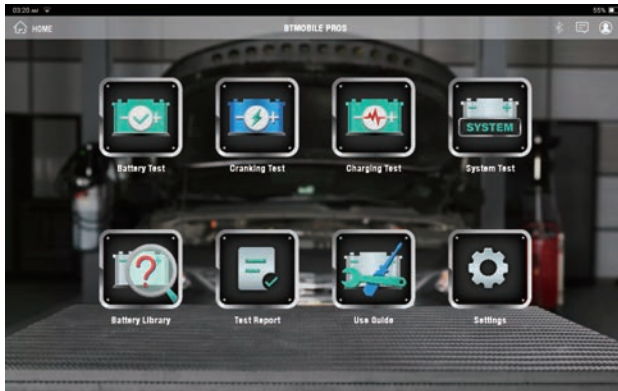 03:20 AM 55%
HOME BTMOBILE PROS
SYSTEM
Battery Test Cranking Test Charging Test System Test
Battery Library Test Report Use Guide Settings